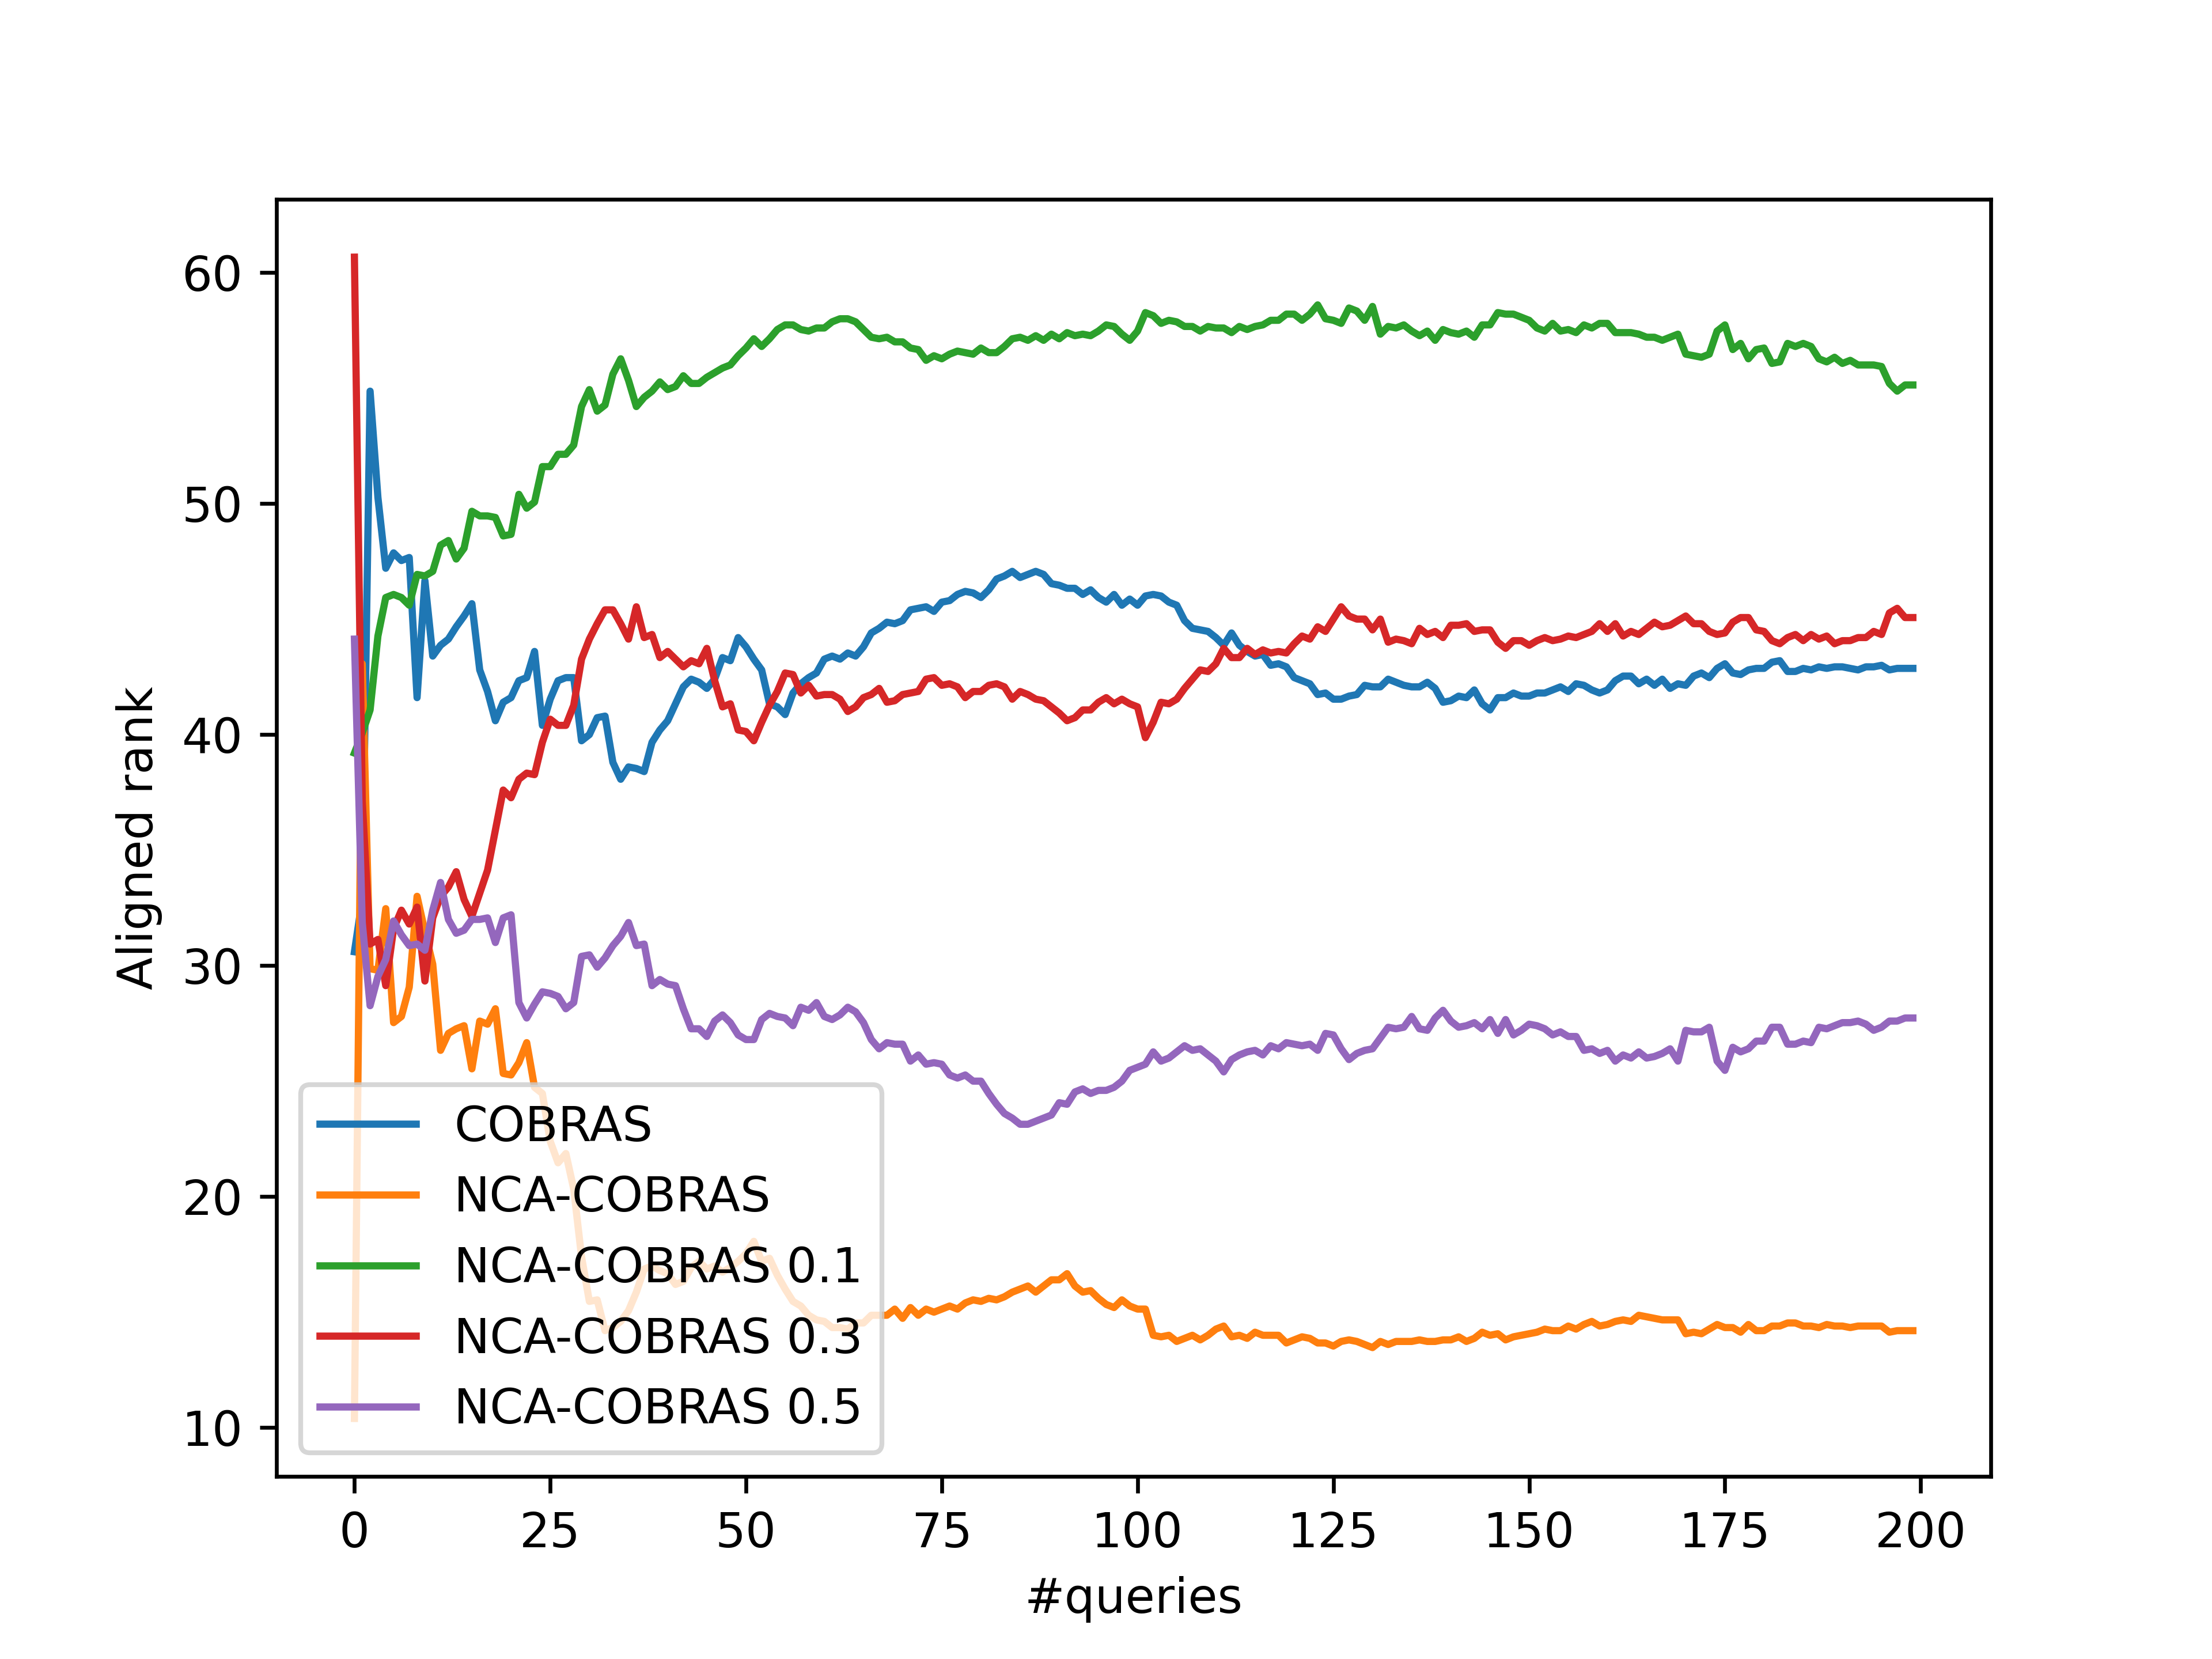 60
50
40
30
20
10
Aligned rank
COBRAS
NCA-COBRAS
NCA-COBRAS 0.1
NCA-COBRAS 0.3
NCA-COBRAS 0.5
0 25 50 75 100 125 150 175 200
#queries